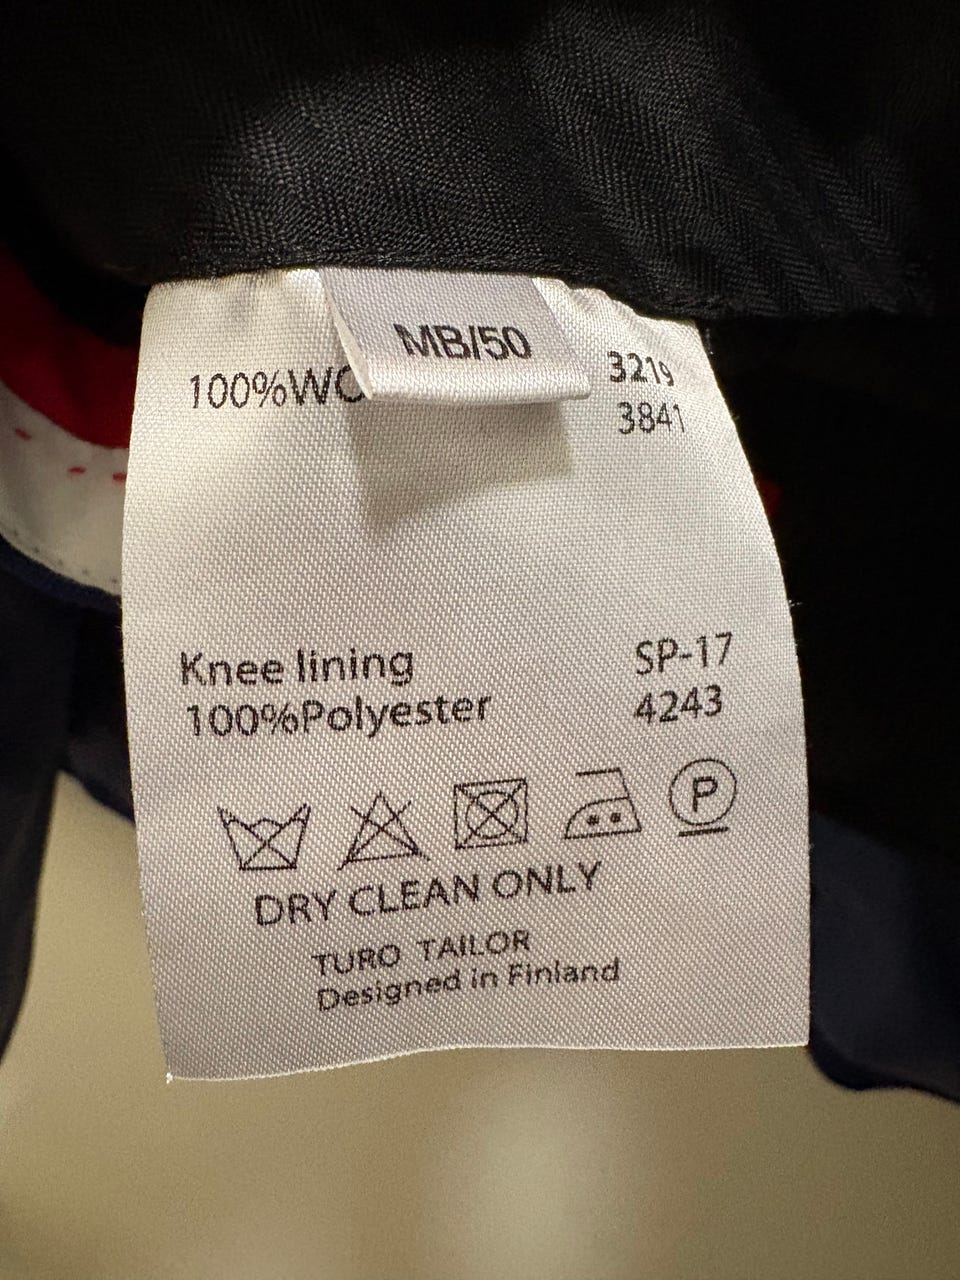 MB/50
100%WO 3219
3841
Knee lining SP-17
100%Polyester 4243
P
DRY CLEAN ONLY
TURO TAILOR
Designed in Finland